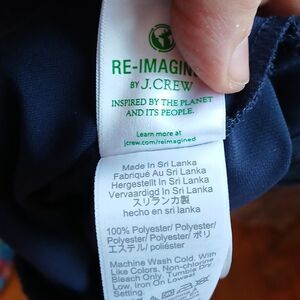 RE-IMAGINE
BY J.CREW
INSPIRED BY THE PLANET
AND ITS PEOPLE.
Learn more at
jcrew.com/reimagined
Made In Sri Lanka
Fabriqué Au Sri Lanka
Hergestellt In Sri Lanka
Vervaardigd In Sri Lanka
スリランカ製
hecho en sri lanka
100% Polyester/ Polyester/
Polyester/ Polyester/ ポリ
エステル/ poliéster
Machine Wash Cold. With
Like Colors. Non-chlorine
Bleach Only. Tumble Dry
Low, Iron On Lowest
Setting.